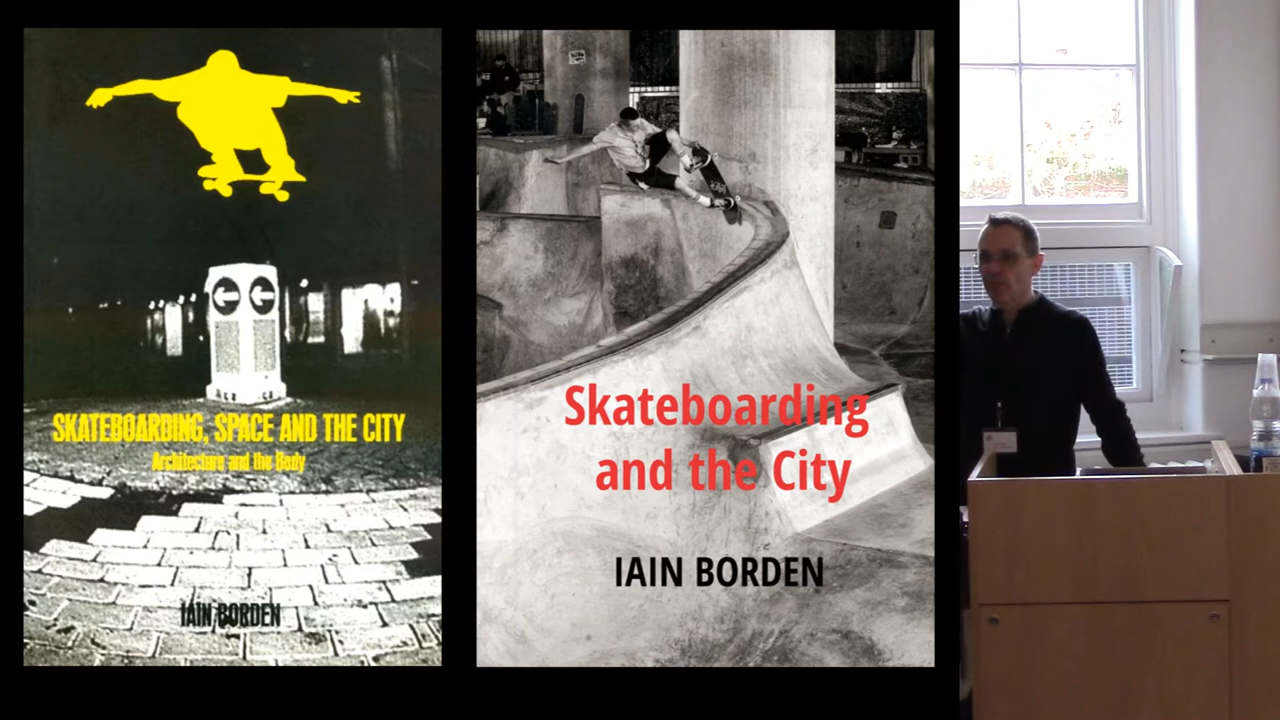 SKATEBOARDING, SPACE AND THE CITY
Architecture and the Body
IAIN BORDEN
Skateboarding
and the City
IAIN BORDEN